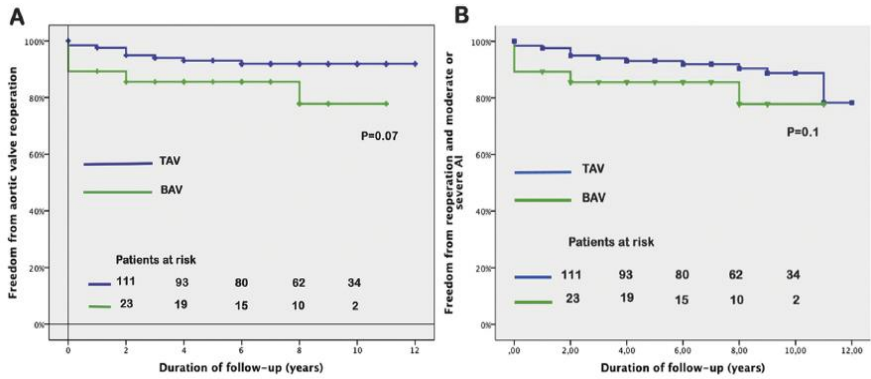 A
Freedom from aortic valve reoperation
100%
80%
60%
40%
20%
0%
P=0.07
TAV
BAV
Patients at risk
111 93 80 62 34
23 19 15 10 2
0 2 4 6 8 10 12
Duration of follow-up (years)
B
Freedom from reoperation and moderate or
severe AI
100%
80,%
60,%
40,%
20,%
0%
P=0.1
TAV
BAV
Patients at risk
111 93 80 62 34
23 19 15 10 2
,00 2,00 4,00 6,00 8,00 10,00 12,00
Duration of follow-up (years)